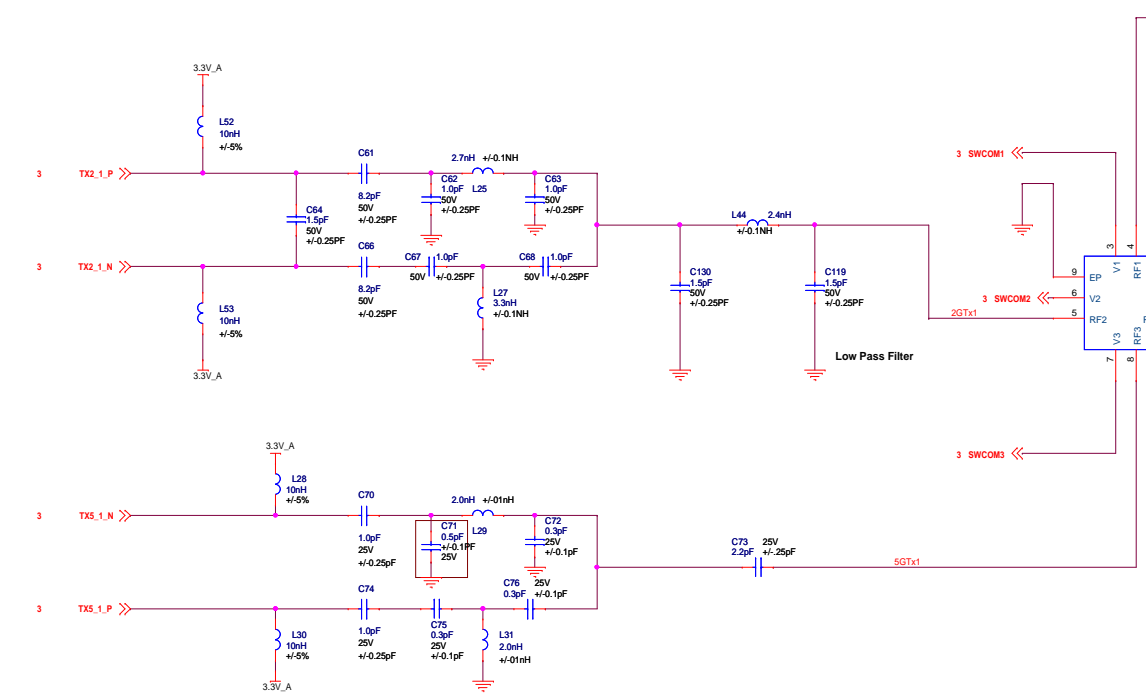 3.3V_A
L52
10nH
+/-5%
3 TX2_1_P
C61
8.2pF
50V
+/-0.25PF
2.7nH +/-0.1NH
L25
C62
1.0pF
50V
+/-0.25PF
C63
1.0pF
50V
+/-0.25PF
C64
1.5pF
50V
+/-0.25PF
3 TX2_1_N
C66
8.2pF
50V
+/-0.25PF
C67 1.0pF
50V +/-0.25PF
C68 1.0pF
50V +/-0.25PF
L27
3.3nH
+/-0.1NH
L53
10nH
+/-5%
3.3V_A
L44 2.4nH
+/-0.1NH
C130
1.5pF
50V
+/-0.25PF
C119
1.5pF
50V
+/-0.25PF
Low Pass Filter
3 SWCOM1
3 SWCOM2
2GTx1
3 4
V1 RF1
9 EP
6 V2
5 RF2
V3 RF3
7 8
3 SWCOM3
3.3V_A
L28
10nH
+/-5%
3 TX5_1_N
C70
1.0pF
25V
+/-0.25pF
2.0nH +/-01nH
L29
C71
0.5pF
+/-0.1PF
25V
C72
0.3pF
25V
+/-0.1pF
C73 25V
2.2pF +/-.25pF
5GTx1
3 TX5_1_P
C74
1.0pF
25V
+/-0.25pF
C75
0.3pF
25V
+/-0.1pF
C76 25V
0.3pF +/-0.1pF
L31
2.0nH
+/-01nH
L30
10nH
+/-5%
3.3V_A